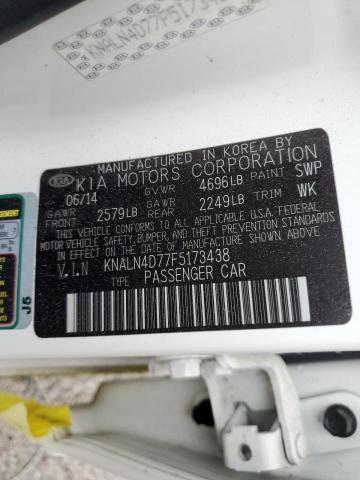 KNALN4D77F5173438
MANUFACTURED IN KOREA BY
KIA KIA MOTORS CORPORATION
06/14 GVWR 4696LB PAINT SWP
GAWR FRONT 2579LB GAWR REAR 2249LB TRIM WK
THIS VEHICLE CONFORMS TO ALL APPLICABLE U.S.A. FEDERAL
MOTOR VEHICLE SAFETY, BUMPER, AND THEFT PREVENTION STANDARDS
IN EFFECT ON THE DATE OF MANUFACTURE SHOWN ABOVE.
V.I.N KNALN4D77F5173438
TYPE PASSENGER CAR
J5